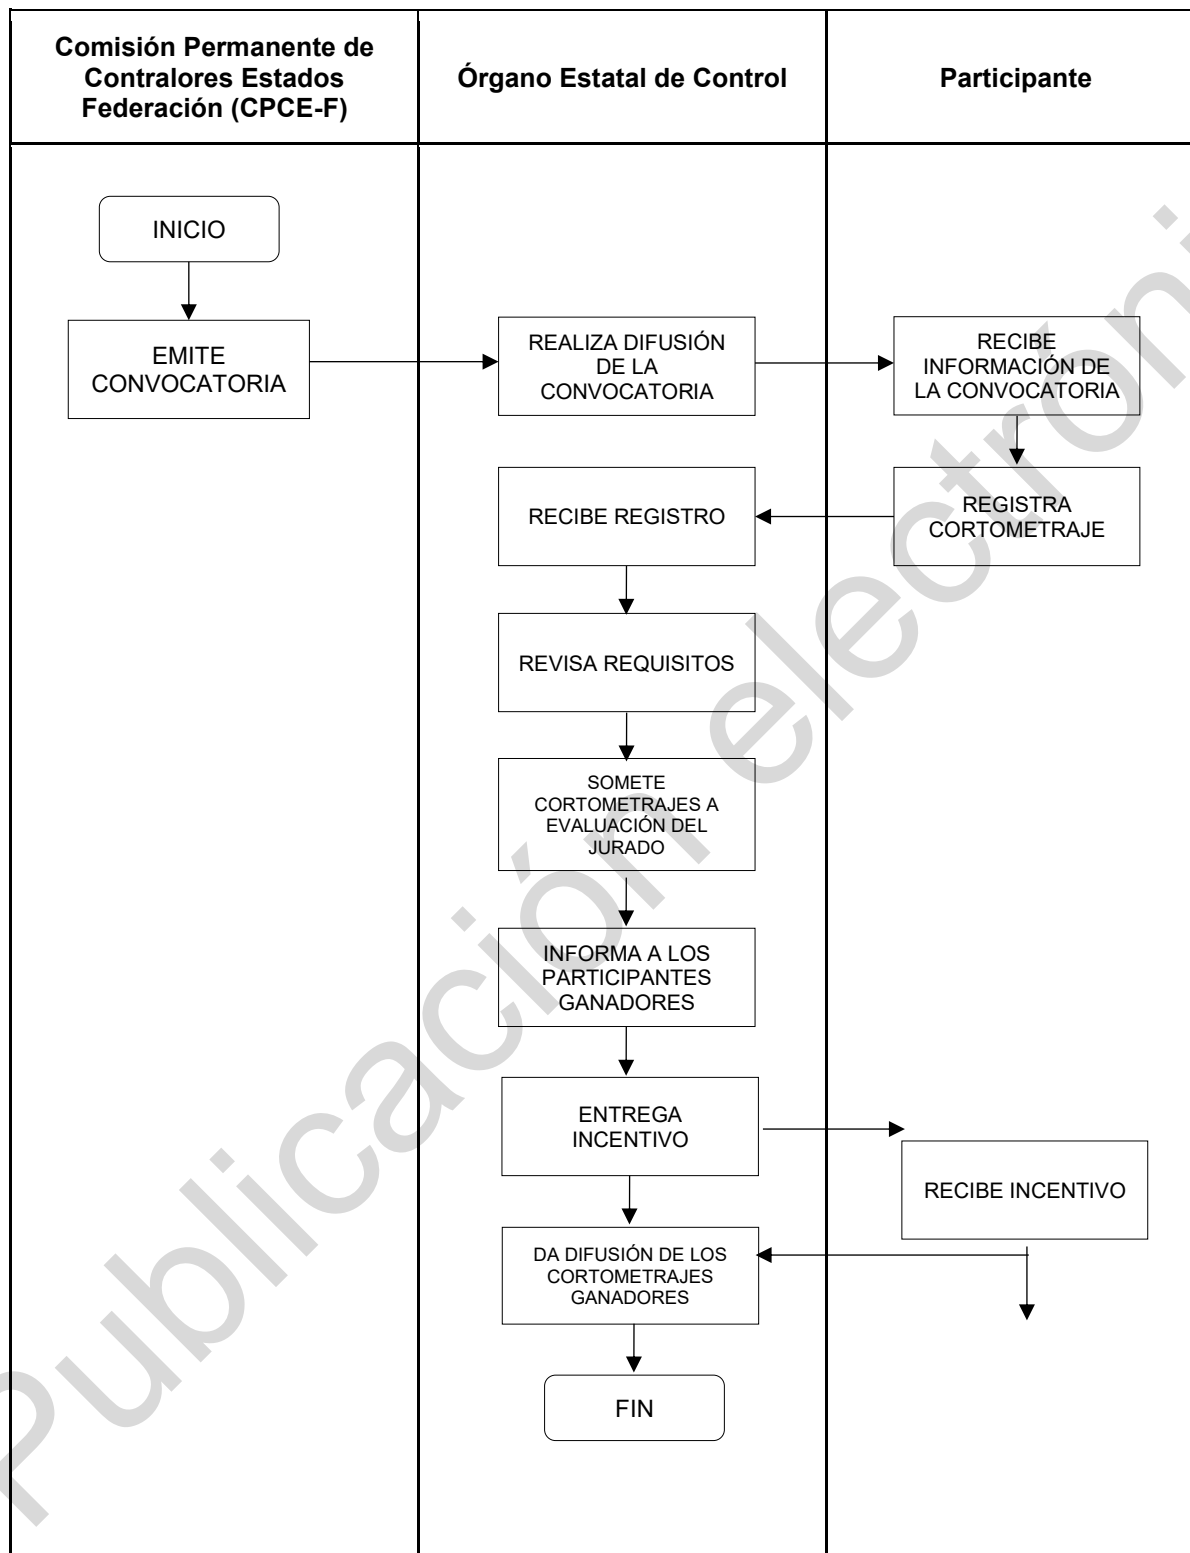 Comisión Permanente de
Contralores Estados
Federación (CPCE-F)
Órgano Estatal de Control
Participante
INICIO
EMITE
CONVOCATORIA
REALIZA DIFUSIÓN
DE LA
CONVOCATORIA
RECIBE
INFORMACIÓN DE
LA CONVOCATORIA
REGISTRA
CORTOMETRAJE
RECIBE REGISTRO
REVISA REQUISITOS
SOMETE
CORTOMETRAJES A
EVALUACIÓN DEL
JURADO
INFORMA A LOS
PARTICIPANTES
GANADORES
ENTREGA
INCENTIVO
RECIBE INCENTIVO
DA DIFUSIÓN DE LOS
CORTOMETRAJES
GANADORES
FIN
Publicación electróni